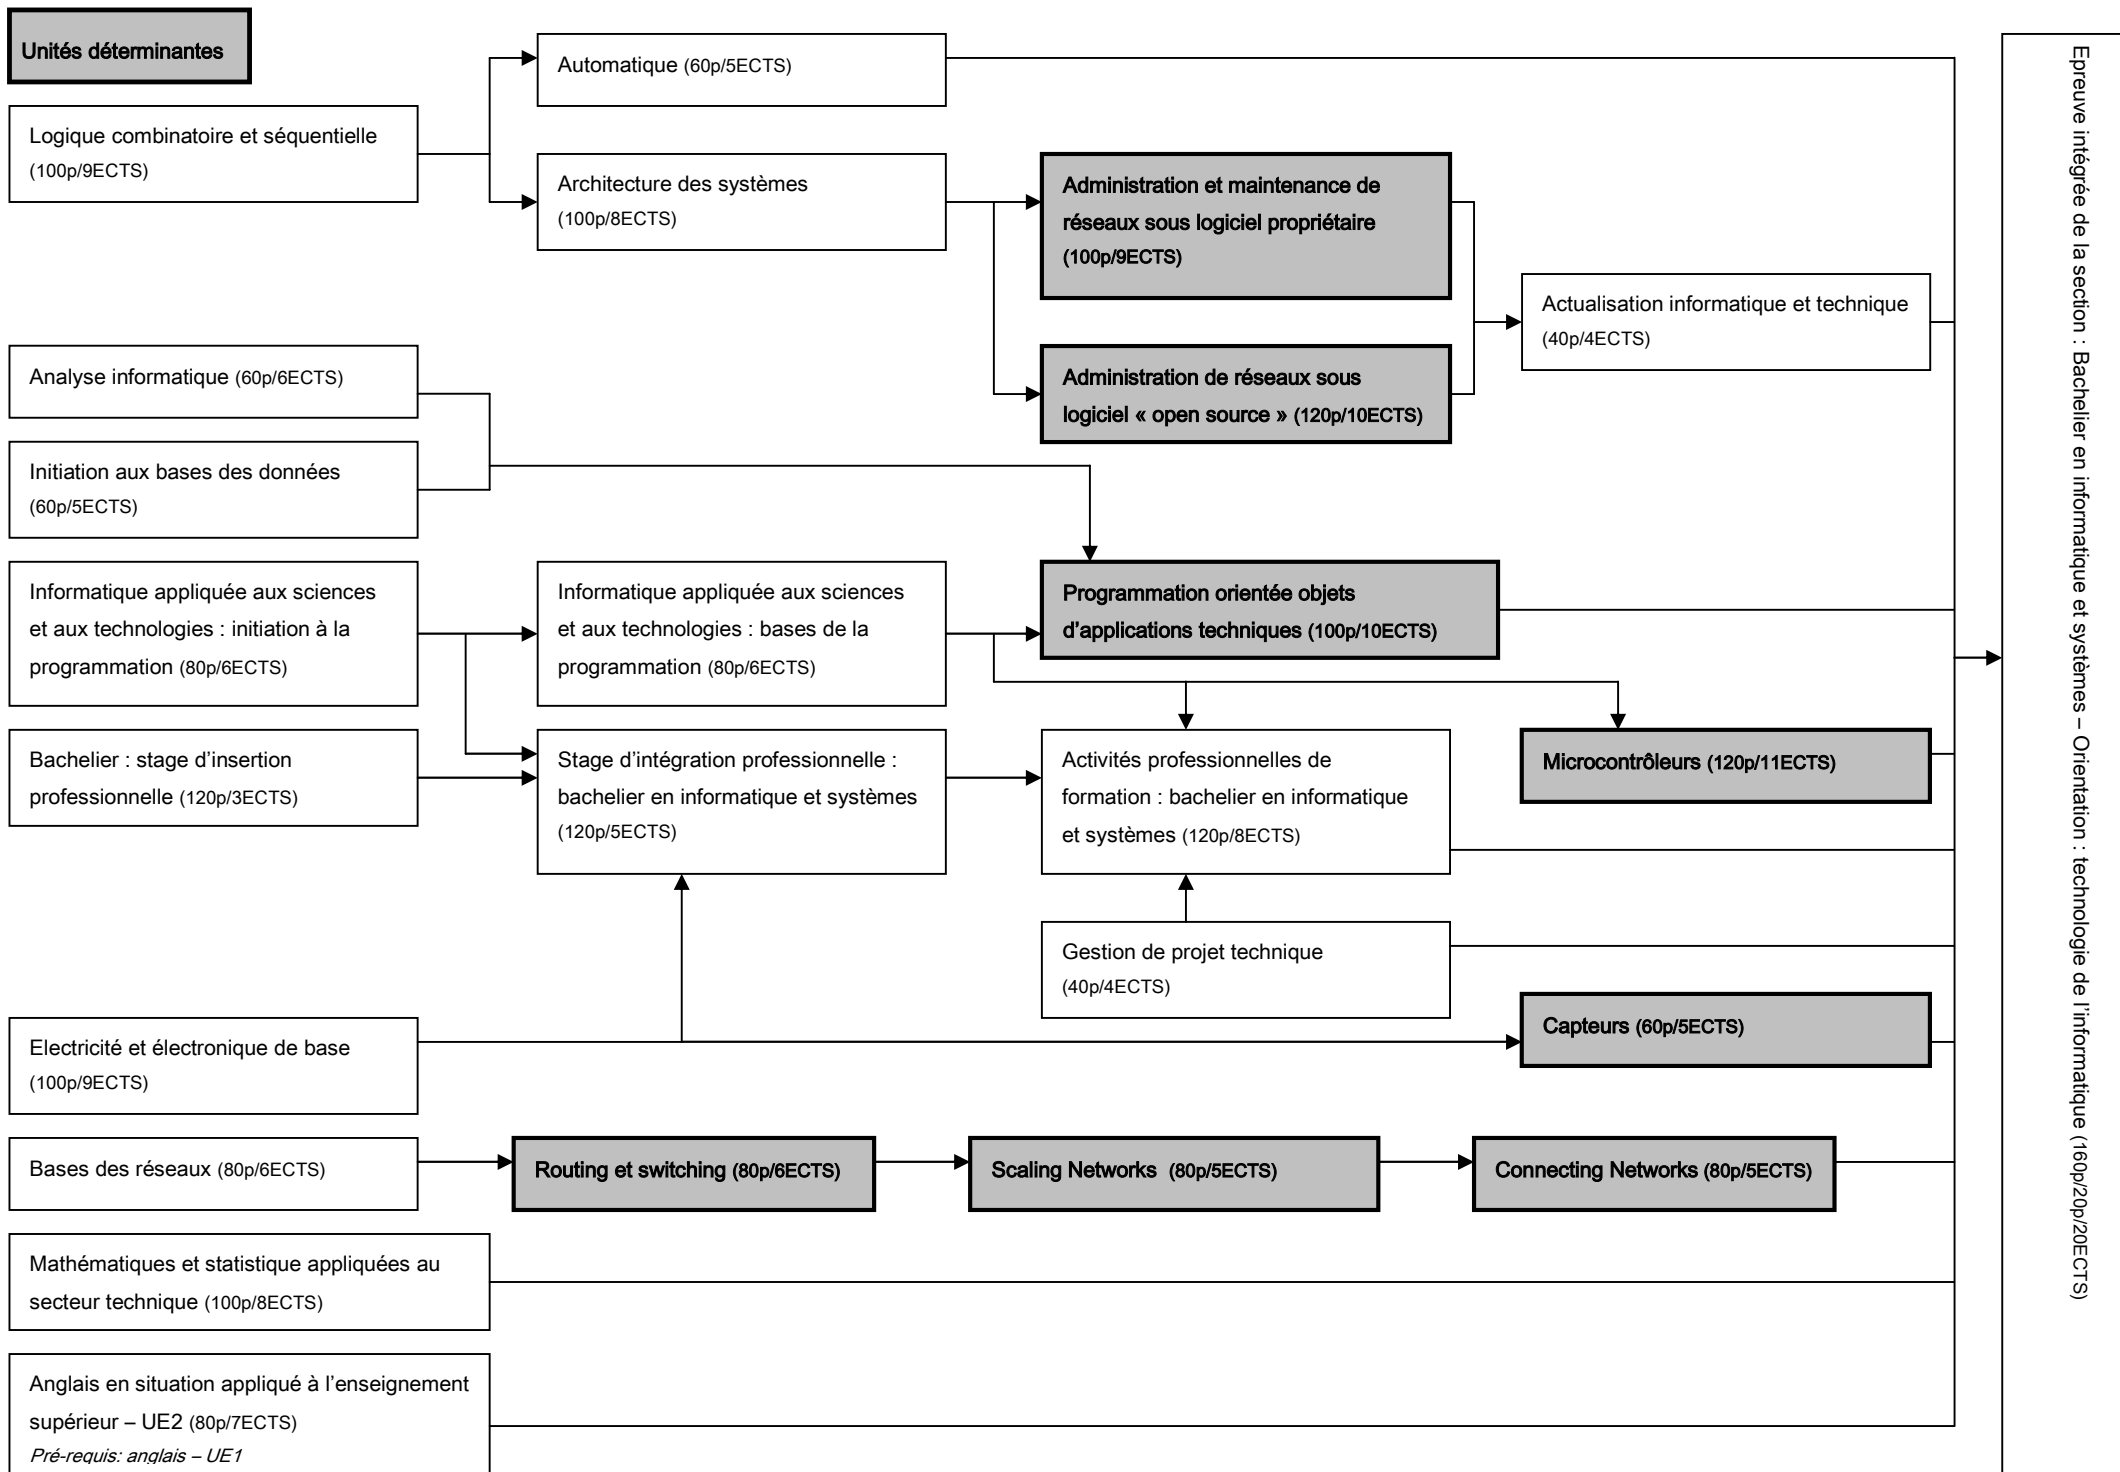 Unités déterminantes
Automatique (60p/5ECTS)
Logique combinatoire et séquentielle
(100p/9ECTS)
Architecture des systèmes
(100p/8ECTS)
Administration et maintenance de
réseaux sous logiciel propriétaire
(100p/9ECTS)
Actualisation informatique et technique
(40p/4ECTS)
Analyse informatique (60p/6ECTS)
Administration de réseaux sous
logiciel « open source » (120p/10ECTS)
Initiation aux bases des données
(60p/5ECTS)
Informatique appliquée aux sciences
et aux technologies : initiation à la
programmation (80p/6ECTS)
Informatique appliquée aux sciences
et aux technologies : bases de la
programmation (80p/6ECTS)
Programmation orientée objets
d’applications techniques (100p/10ECTS)
Bachelier : stage d’insertion
professionnelle (120p/3ECTS)
Stage d’intégration professionnelle :
bachelier en informatique et systèmes
(120p/5ECTS)
Activités professionnelles de
formation : bachelier en informatique
et systèmes (120p/8ECTS)
Microcontrôleurs (120p/11ECTS)
Gestion de projet technique
(40p/4ECTS)
Capteurs (60p/5ECTS)
Electricité et électronique de base
(100p/9ECTS)
Bases des réseaux (80p/6ECTS)
Routing et switching (80p/6ECTS)
Scaling Networks (80p/5ECTS)
Connecting Networks (80p/5ECTS)
Mathématiques et statistique appliquées au
secteur technique (100p/8ECTS)
Anglais en situation appliqué à l’enseignement
supérieur – UE2 (80p/7ECTS)
Pré-requis: anglais – UE1
Epreuve intégrée de la section : Bachelier en informatique et systèmes – Orientation : technologie de l’informatique (160p/20p/20ECTS)